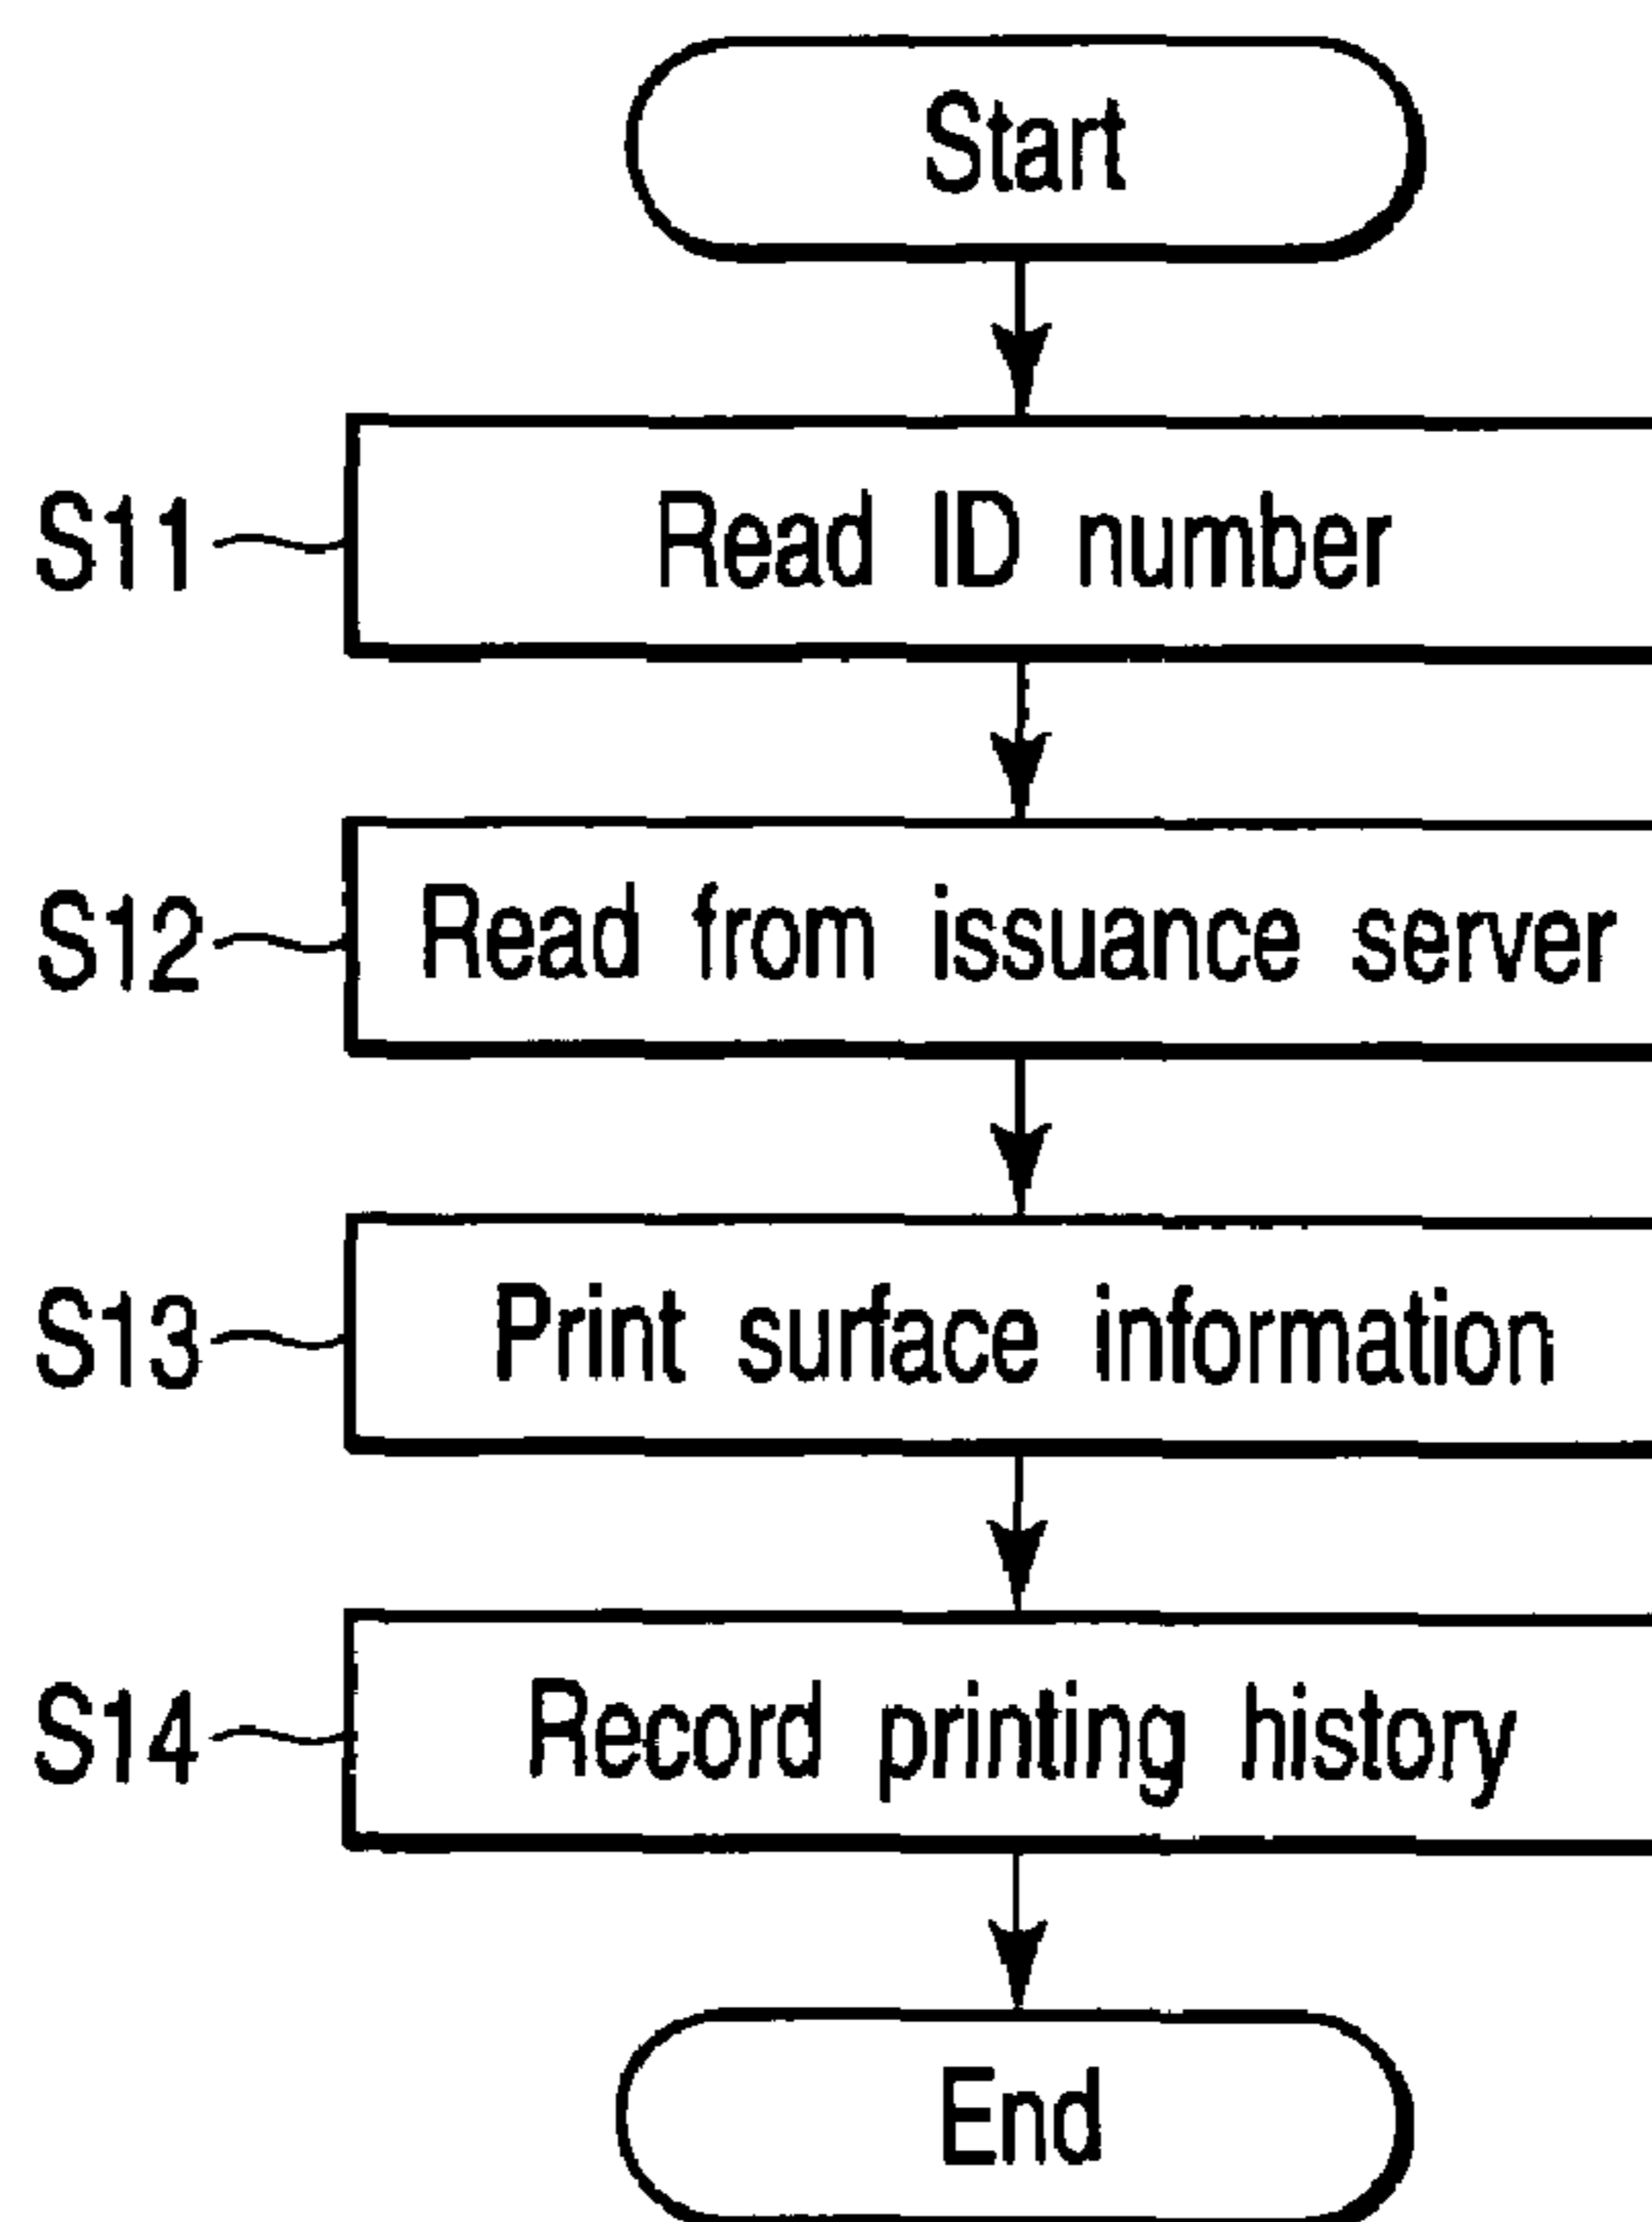 Start
S11 Read ID number
S12 Read from issuance server
S13 Print surface information
S14 Record printing history
End